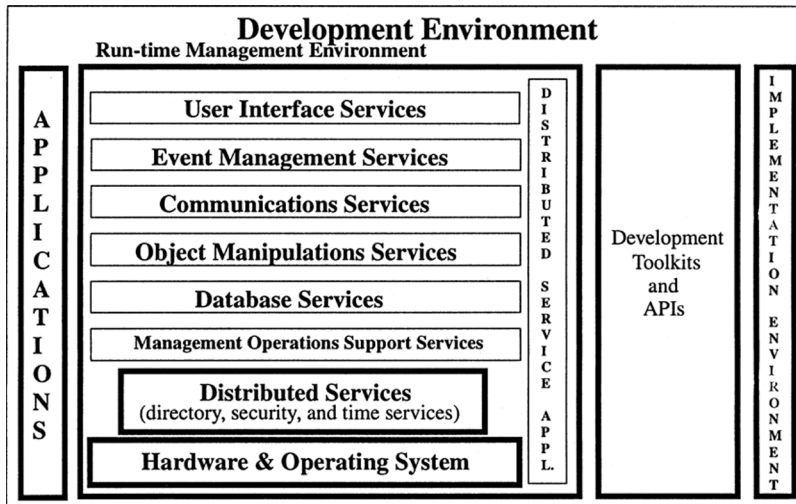 Development Environment
Run-time Management Environment
APPLICATIONS
User Interface Services
Event Management Services
Communications Services
Object Manipulations Services
Database Services
Management Operations Support Services
Distributed Services
(directory, security, and time services)
Hardware & Operating System
DISTRIBUTED SERVICE APPL.
Development
Toolkits
and
APIs
IMPLEMENTATION ENVIRONMENT